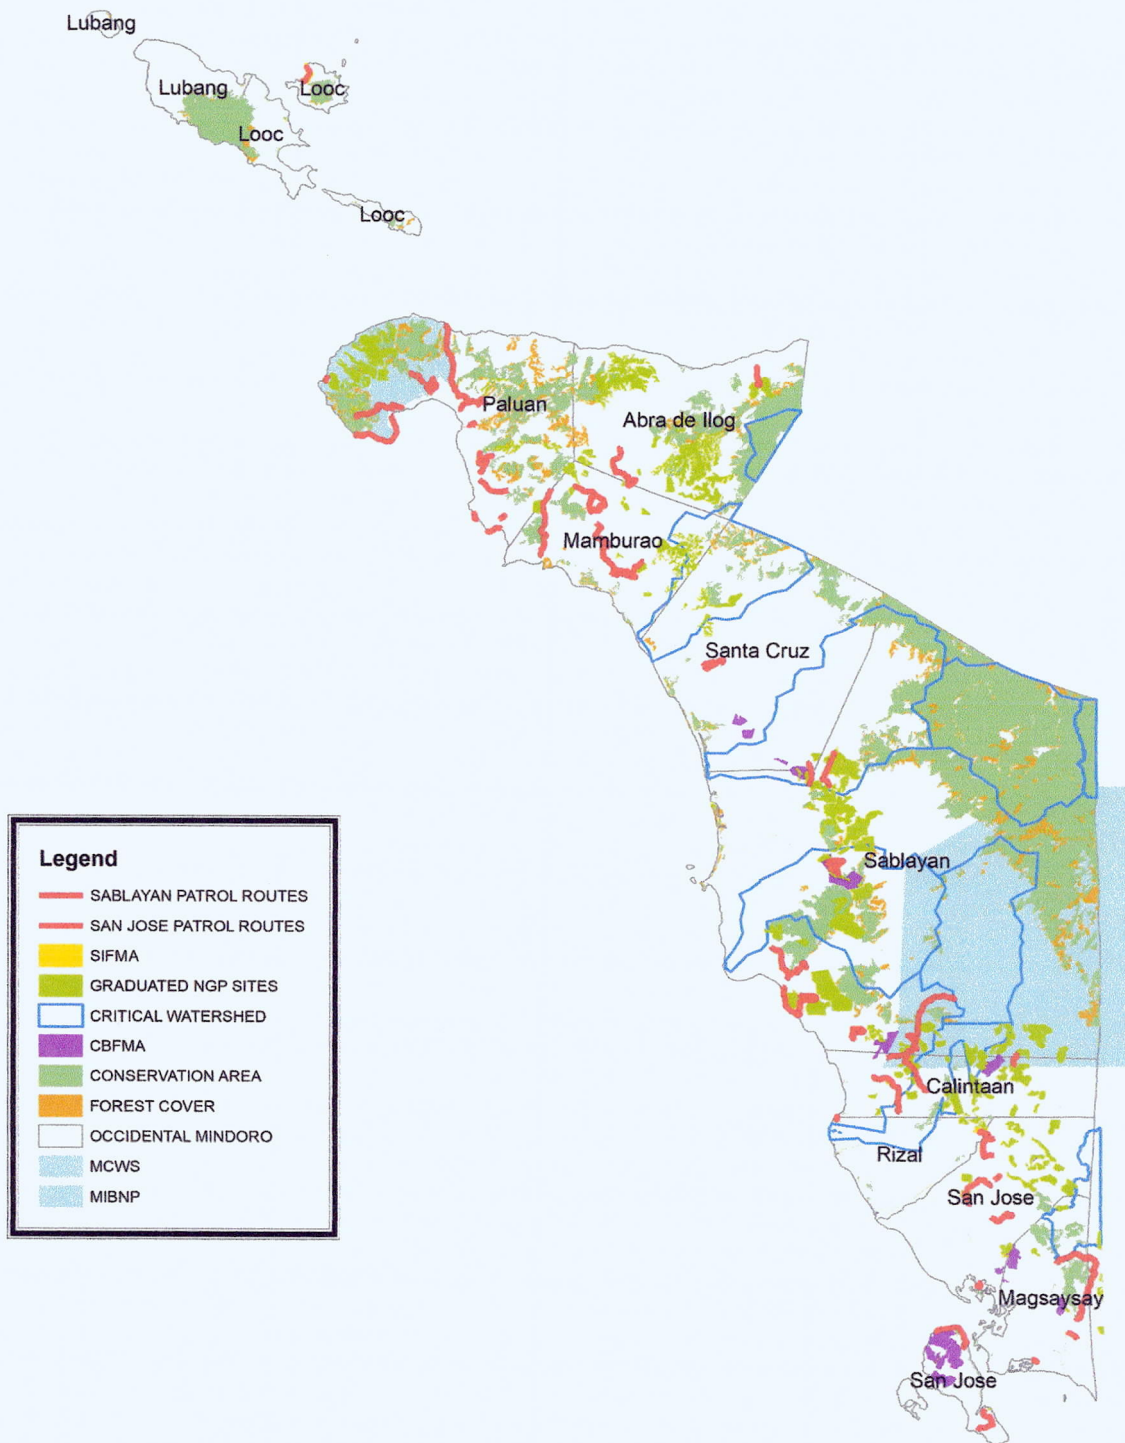 Lubang
Lubang
Looc
Looc
Looc
Paluan
Abra de Ilog
Mamburao
Santa Cruz
Sablayan
Calintaan
Rizal
San Jose
Magsaysay
San Jose
Legend
SABLAYAN PATROL ROUTES
SAN JOSE PATROL ROUTES
SIFMA
GRADUATED NGP SITES
CRITICAL WATERSHED
CBFMA
CONSERVATION AREA
FOREST COVER
OCCIDENTAL MINDORO
MCWS
MIBNP